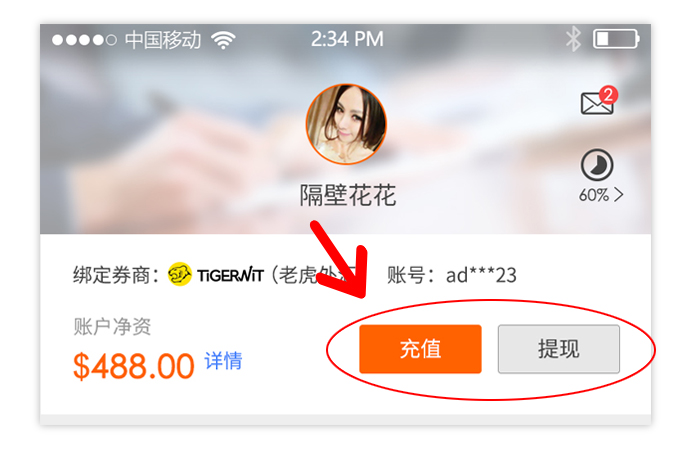 中国移动 2:34 PM
2
隔壁花花
60%
绑定券商： TiGERWiT （老虎外 账号：ad***23
账户净资
$488.00 详情
充值 提现